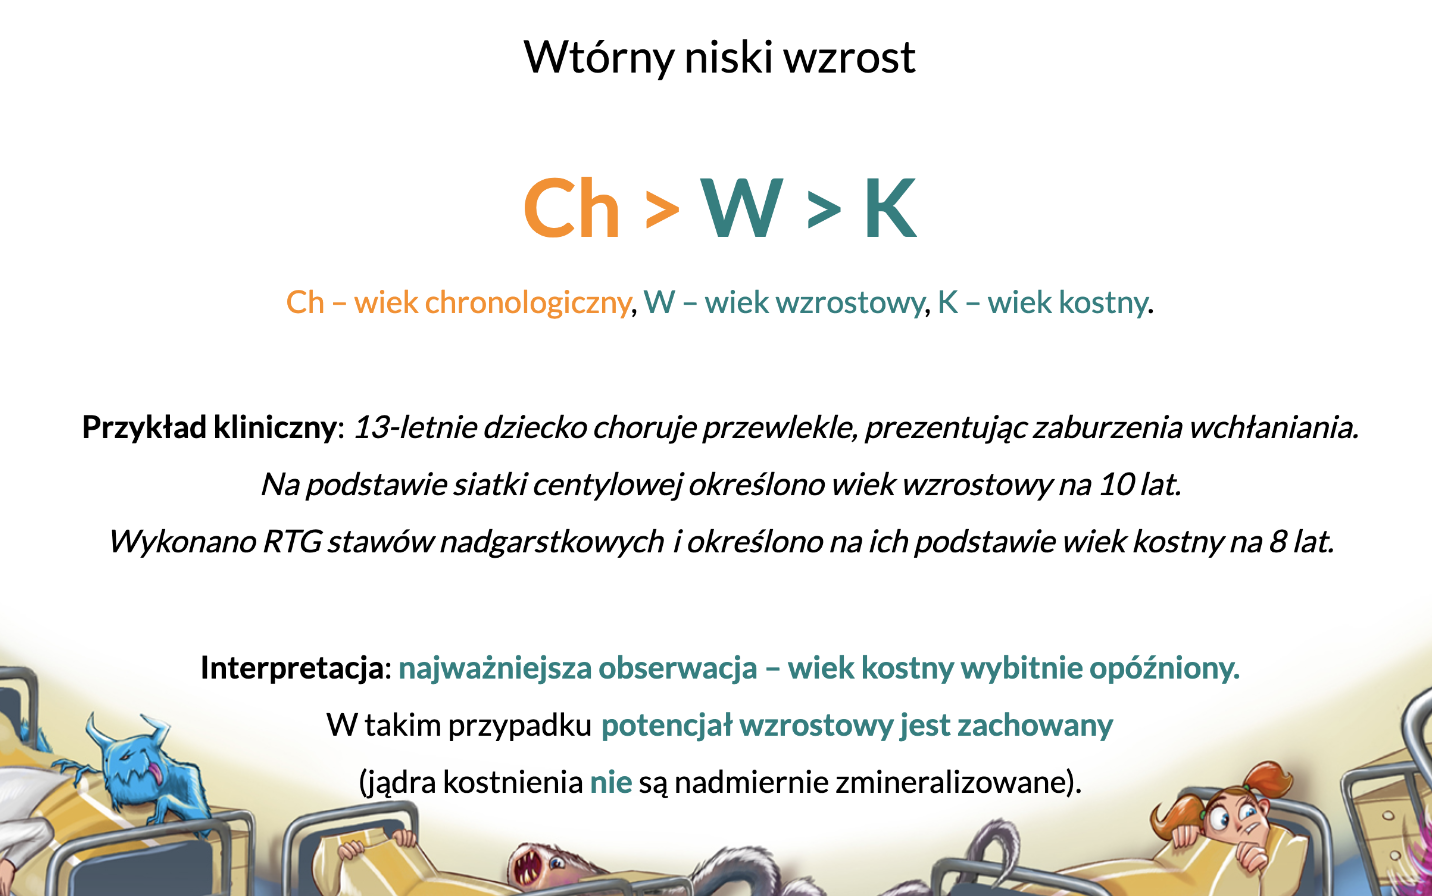 Wtórny niski wzrost
Ch > W > K
Ch – wiek chronologiczny, W – wiek wzrostowy, K – wiek kostny.
Przykład kliniczny: 13-letnie dziecko choruje przewlekle, prezentując zaburzenia wchłaniania.
Na podstawie siatki centylowej określono wiek wzrostowy na 10 lat.
Wykonano RTG stawów nadgarstkowych i określono na ich podstawie wiek kostny na 8 lat.
Interpretacja: najważniejsza obserwacja – wiek kostny wybitnie opóźniony.
W takim przypadku potencjał wzrostowy jest zachowany
(jądra kostnienia nie są nadmiernie zmineralizowane).